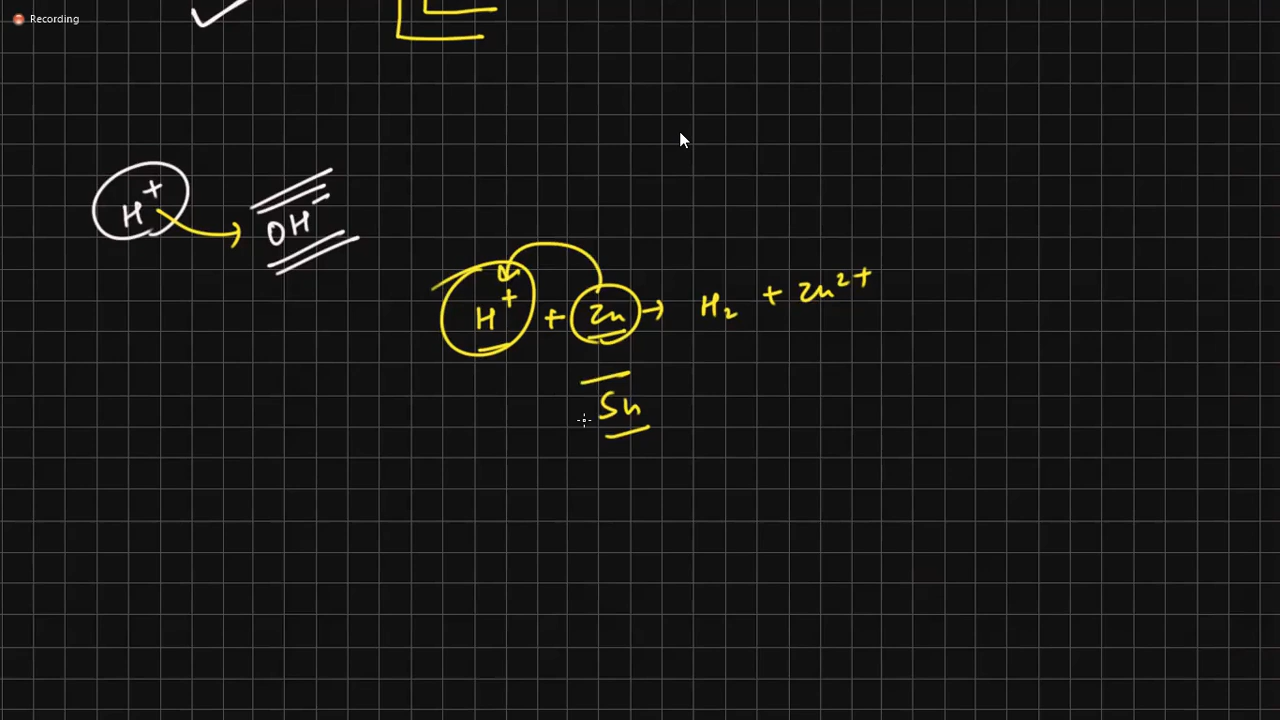 Recording
H+ → OH-
H+ + Zn → H2 + Zn2+
Sn